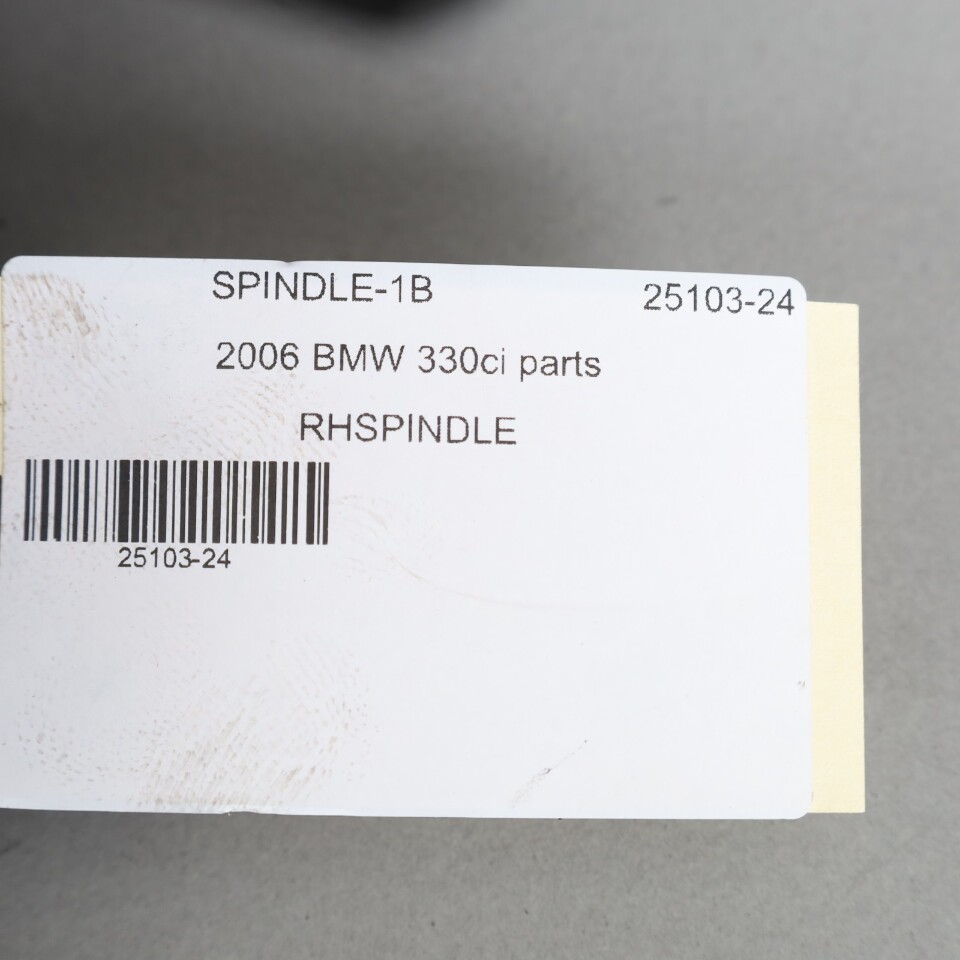 SPINDLE-1B 25103-24
2006 BMW 330ci parts
RHSPINDLE
25103-24